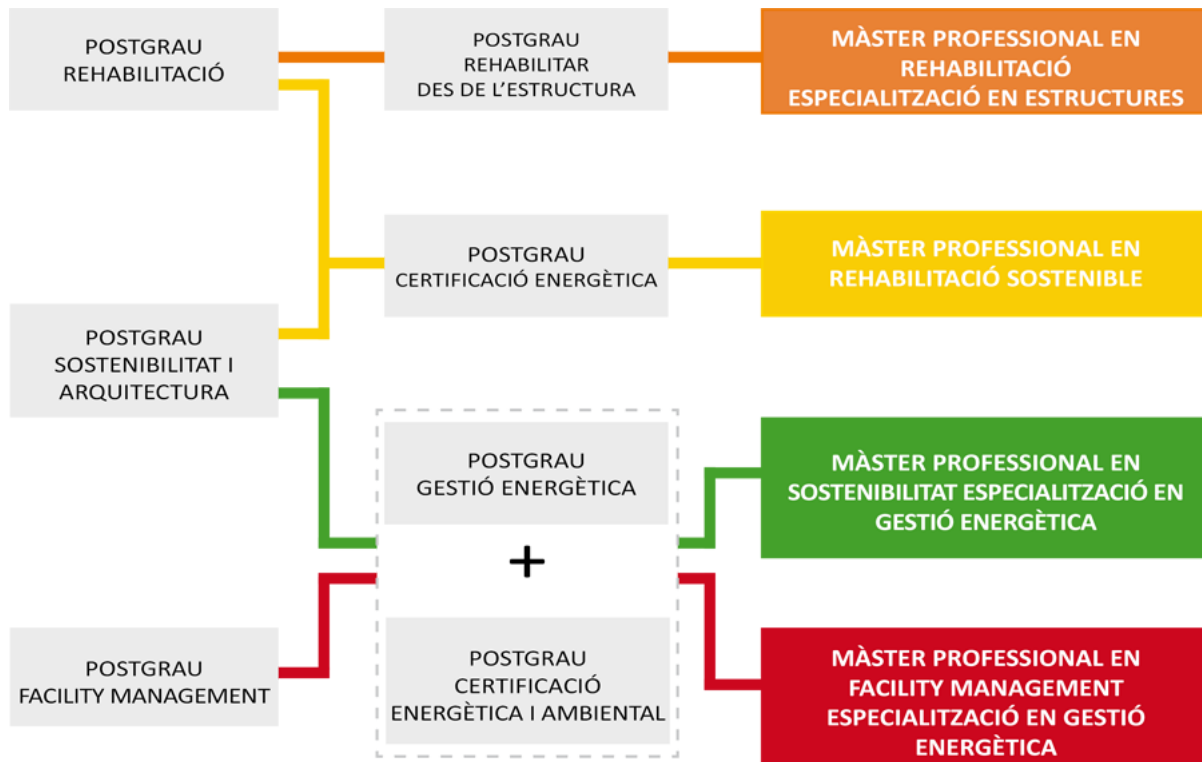 POSTGRAU
REHABILITACIÓ
POSTGRAU
REHABILITAR
DES DE L'ESTRUCTURA
MÀSTER PROFESSIONAL EN
REHABILITACIÓ
ESPECIALITZACIÓ EN ESTRUCTURES
POSTGRAU
CERTIFICACIÓ ENERGÈTICA
MÀSTER PROFESSIONAL EN
REHABILITACIÓ SOSTENIBLE
POSTGRAU
SOSTENIBILITAT I
ARQUITECTURA
POSTGRAU
GESTIÓ ENERGÈTICA
+
MÀSTER PROFESSIONAL EN
SOSTENIBILITAT ESPECIALITZACIÓ EN
GESTIÓ ENERGÈTICA
POSTGRAU
FACILITY MANAGEMENT
POSTGRAU
CERTIFICACIÓ
ENERGÈTICA I AMBIENTAL
MÀSTER PROFESSIONAL EN
FACILITY MANAGEMENT
ESPECIALITZACIÓ EN GESTIÓ
ENERGÈTICA